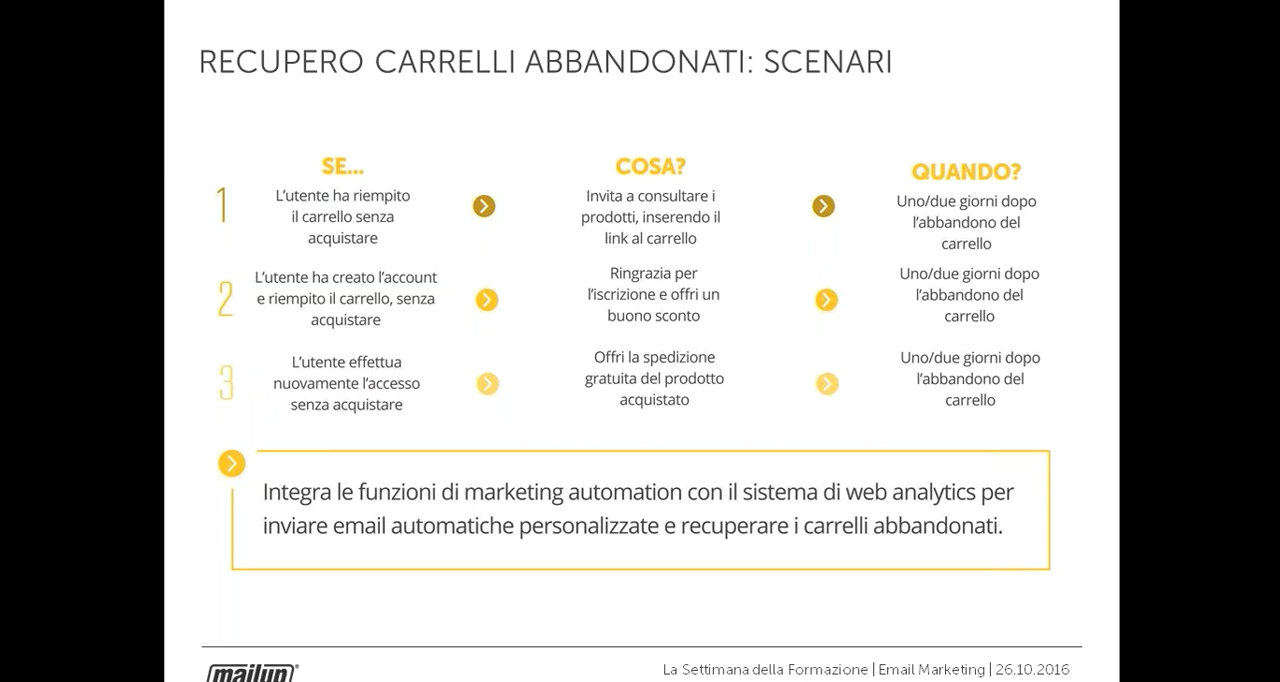 RECUPERO CARRELLI ABBANDONATI: SCENARI
SE...
COSA?
QUANDO?
1
L'utente ha riempito
il carrello senza
acquistare
Invita a consultare i
prodotti, inserendo il
link al carrello
Uno/due giorni dopo
l'abbandono del
carrello
2
L'utente ha creato l'account
e riempito il carrello, senza
acquistare
Ringrazia per
l'iscrizione e offri un
buono sconto
Uno/due giorni dopo
l'abbandono del
carrello
3
L'utente effettua
nuovamente l'accesso
senza acquistare
Offri la spedizione
gratuita del prodotto
acquistato
Uno/due giorni dopo
l'abbandono del
carrello
Integra le funzioni di marketing automation con il sistema di web analytics per
inviare email automatiche personalizzate e recuperare i carrelli abbandonati.
mailup®
La Settimana della Formazione | Email Marketing | 26.10.2016